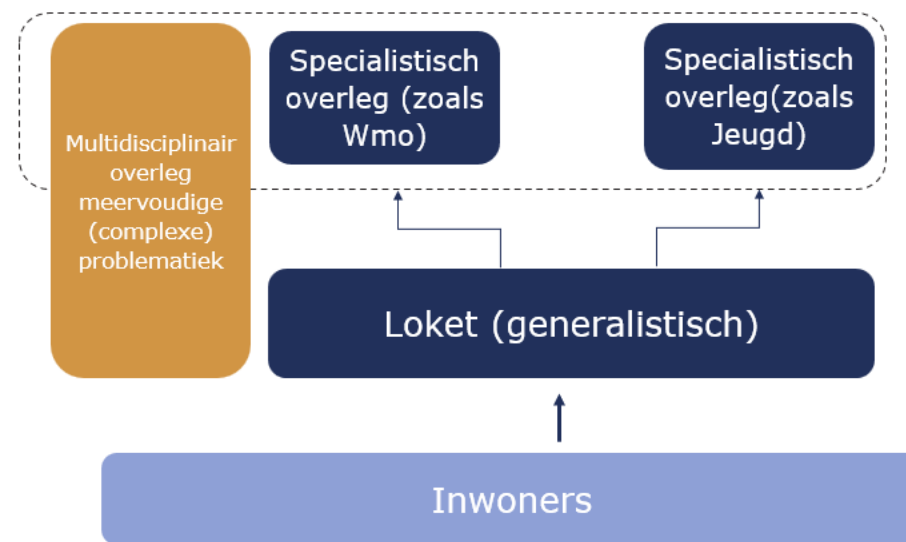 Multidisciplinair
overleg
meervoudige
(complexe)
problematiek
Specialistisch
overleg (zoals
Wmo)
Specialistisch
overleg(zoals
Jeugd)
Loket (generalistisch)
Inwoners